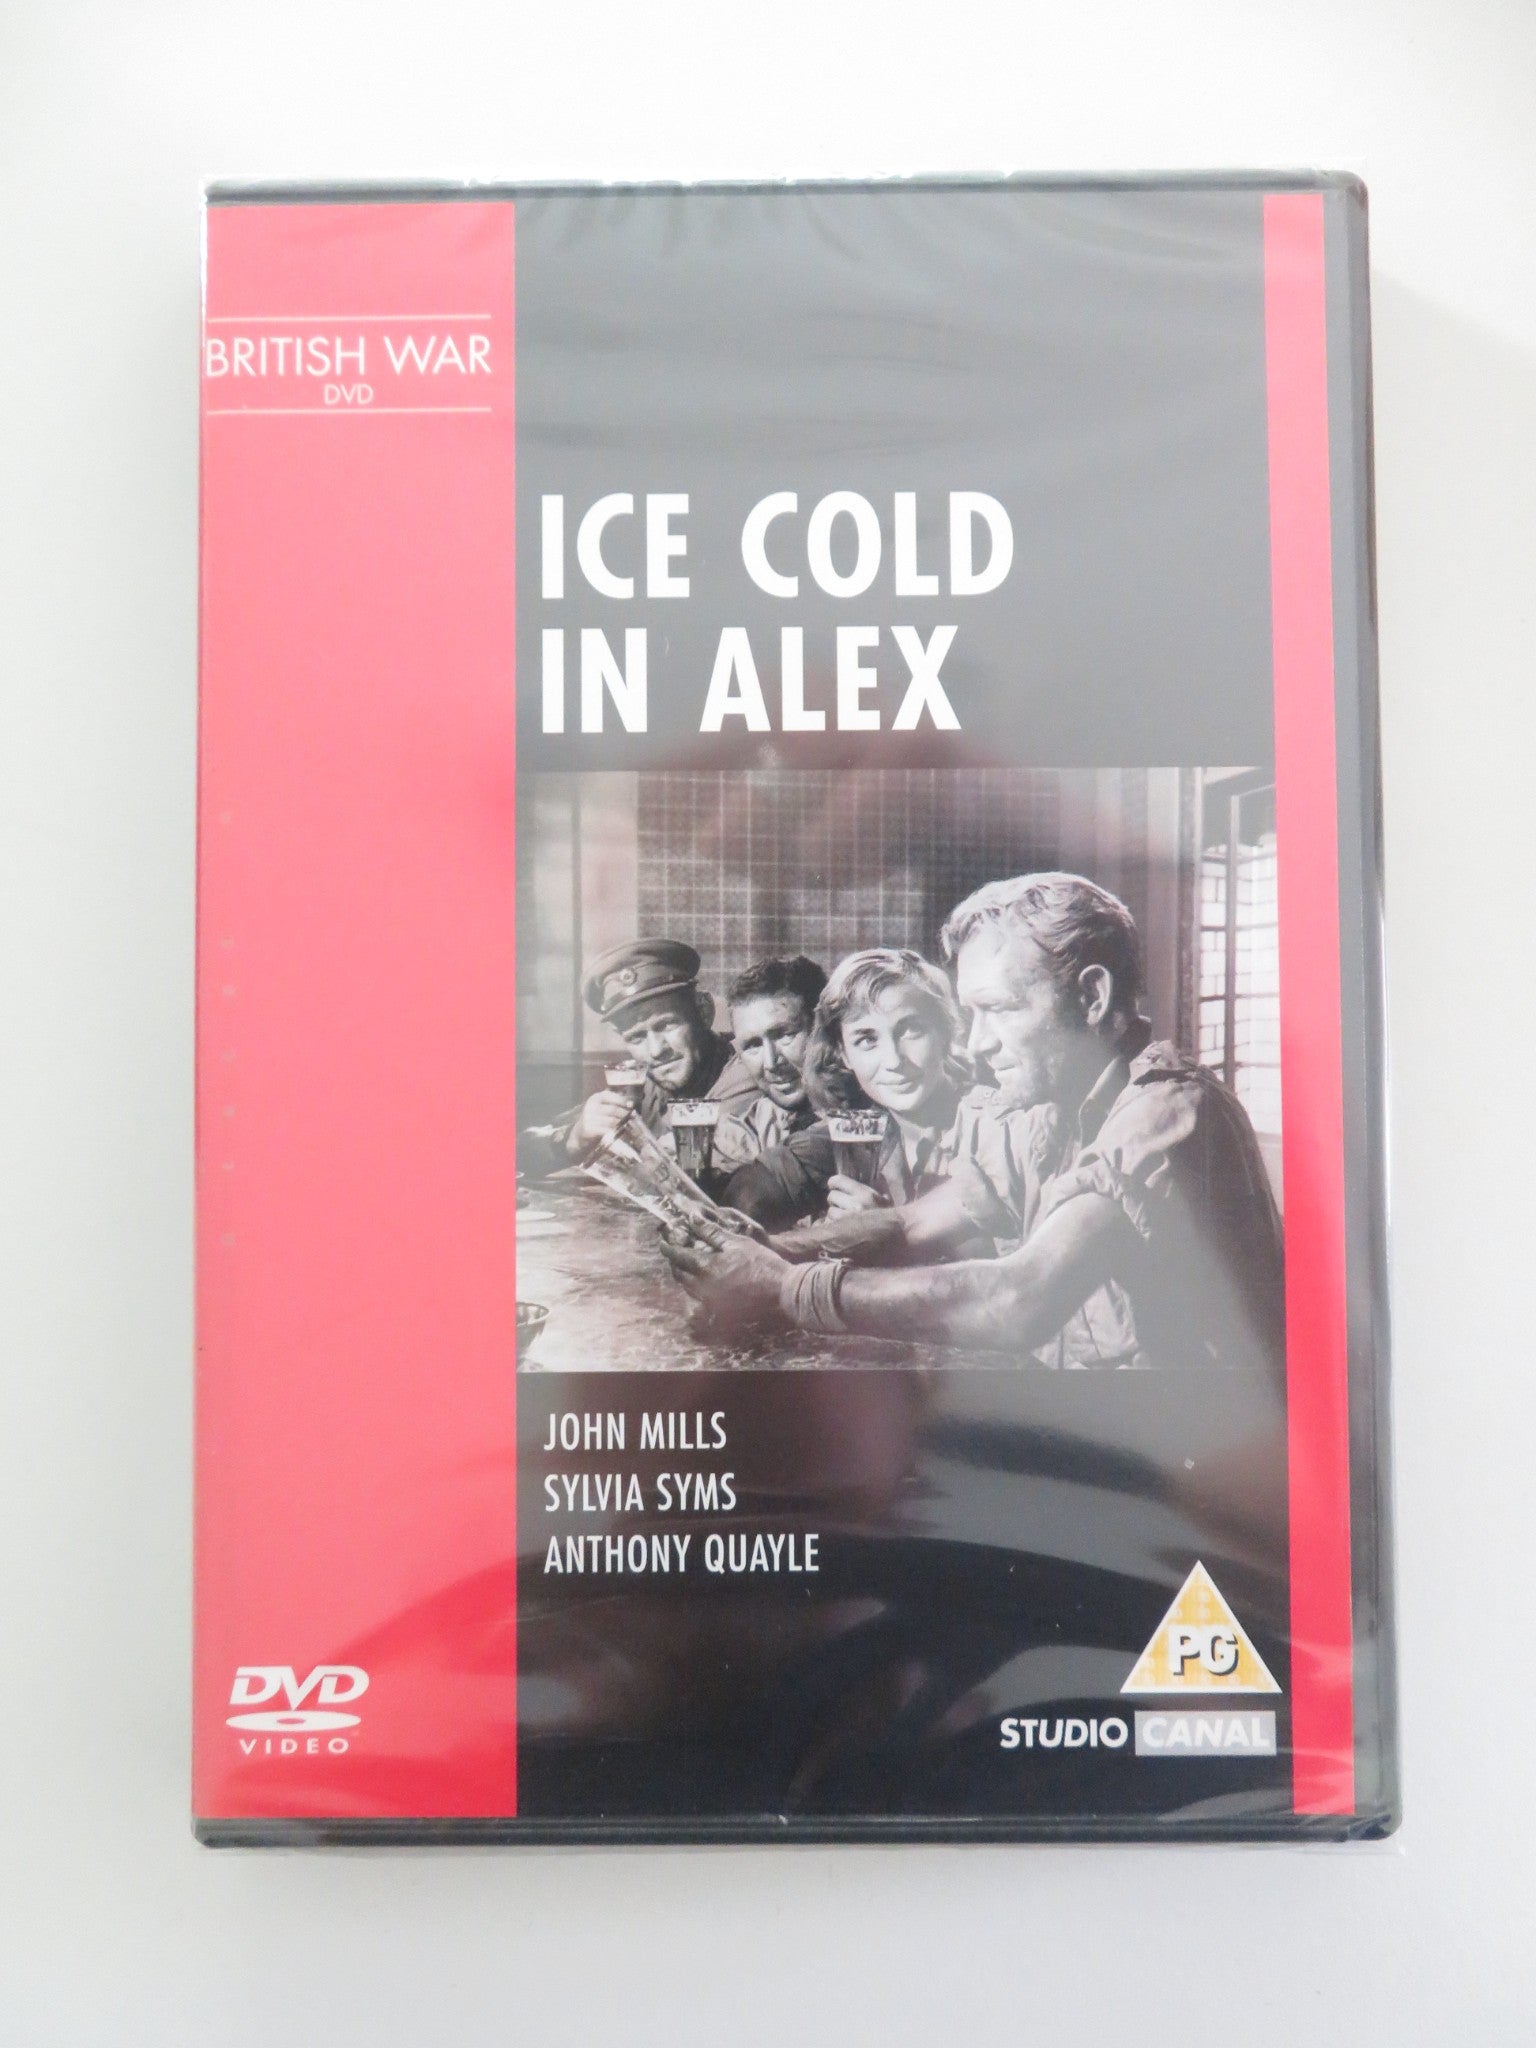 BRITISH WAR
DVD
ICE COLD
IN ALEX
JOHN MILLS
SYLVIA SYMS
ANTHONY QUAYLE
PG
DVD
VIDEO
STUDIO CANAL